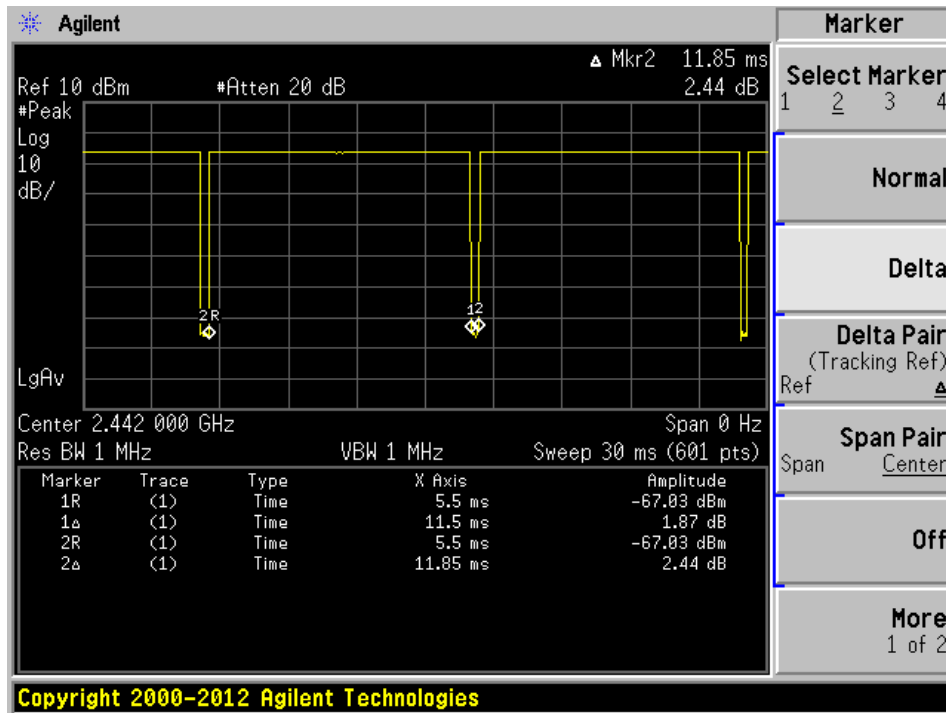 Agilent
Marker
Δ Mkr2 11.85 ms
Ref 10 dBm #Atten 20 dB 2.44 dB
#Peak
Log
10
dB/
2R
1 2
LgAv
Center 2.442 000 GHz Span 0 Hz
Res BW 1 MHz VBW 1 MHz Sweep 30 ms (601 pts)
Marker Trace Type X Axis Amplitude
1R (1) Time 5.5 ms -67.03 dBm
1Δ (1) Time 11.5 ms 1.87 dB
2R (1) Time 5.5 ms -67.03 dBm
2Δ (1) Time 11.85 ms 2.44 dB
Select Marker
1 2 3 4
Normal
Delta
Delta Pair
(Tracking Ref)
Ref Δ
Span Pair
Span Center
Off
More
1 of 2
Copyright 2000-2012 Agilent Technologies